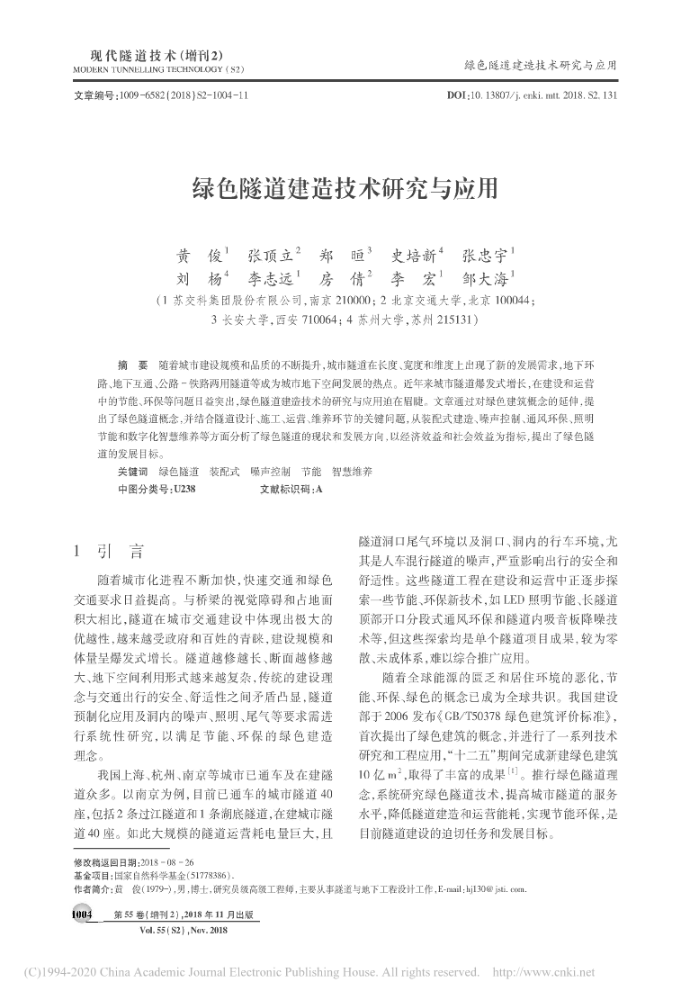 现代隧道技术(增刊2)
MODERN TUNNELLING TECHNOLOGY (S2)
绿色隧道建造技术研究与应用
文章编号:1009-6582(2018)S2-1004-11
DOI:10.13807/j.cnki.mtt.2018.S2.131
绿色隧道建造技术研究与应用
黄　俊1　张顶立2　郑　晅3　史培新4　张忠宇1
刘　杨4　李志远1　房　倩2　李　宏1　邹大海1
(1 苏交科集团股份有限公司,南京 210000; 2 北京交通大学,北京 100044;
3 长安大学,西安 710064; 4 苏州大学,苏州 215131)
摘　要　随着城市建设规模和品质的不断提升,城市隧道在长度、宽度和维度上出现了新的发展需求,地下环
路、地下互通、公路-铁路两用隧道等成为城市地下空间发展的热点。近年来城市隧道爆发式增长,在建设和运营
中的节能、环保等问题日益突出,绿色隧道建造技术的研究与应用迫在眉睫。文章通过对绿色建筑概念的延伸,提
出了绿色隧道概念,并结合隧道设计、施工、运营、维养环节的关键问题,从装配式建造、噪声控制、通风环保、照明
节能和数字化智慧维养等方面分析了绿色隧道的现状和发展方向,以经济效益和社会效益为指标,提出了绿色隧
道的发展目标。
关键词　绿色隧道　装配式　噪声控制　节能　智慧维养
中图分类号:U238　文献标识码:A
1　引　言
随着城市化进程不断加快,快速交通和绿色
交通要求日益提高。与桥梁的视觉障碍和占地面
积大相比,隧道在城市交通建设中体现出极大的
优越性,越来越受政府和百姓的青睐,建设规模和
体量呈爆发式增长。隧道越修越长、断面越修越
大、地下空间利用形式越来越复杂,传统的建设理
念与交通出行的安全、舒适性之间矛盾凸显,隧道
预制化应用及洞内的噪声、照明、尾气等要求需进
行系统性研究,以满足节能、环保的绿色建造
理念。
我国上海、杭州、南京等城市已通车及在建隧
道众多。以南京为例,目前已通车的城市隧道 40
座,包括 2 条过江隧道和 1 条湖底隧道,在建城市隧
道 40 座。如此大规模的隧道运营耗电量巨大,且
隧道洞口尾气环境以及洞口、洞内的行车环境,尤
其是人车混行隧道的噪声,严重影响出行的安全和
舒适性。这些隧道工程在建设和运营中正逐步探
索一些节能、环保新技术,如 LED 照明节能、长隧道
顶部开口分段式通风环保和隧道内吸音板降噪技
术等,但这些探索均是单个隧道项目成果,较为零
散、未成体系,难以综合推广应用。
随着全球能源的匮乏和居住环境的恶化,节
能、环保、绿色的概念已成为全球共识。我国建设
部于 2006 发布《GB/T50378 绿色建筑评价标准》,
首次提出了绿色建筑的概念,并进行了一系列技术
研究和工程应用,“十二五”期间完成新建绿色建筑
10 亿 m2,取得了丰富的成果[1]。推行绿色隧道理
念,系统研究绿色隧道技术,提高城市隧道的服务
水平,降低隧道建造和运营能耗,实现节能环保,是
目前隧道建设的迫切任务和发展目标。
修改稿返回日期:2018-08-26
基金项目:国家自然科学基金(51778386).
作者简介:黄　俊(1979-),男,博士,研究员级高级工程师,主要从事隧道与地下工程设计工作,E-mail:hj130@jsti.com.
1004　第 55 卷(增刊 2),2018 年 11 月出版
Vol. 55 (S2), Nov. 2018
(C)1994-2020 China Academic Journal Electronic Publishing House. All rights reserved.　http://www.cnki.net